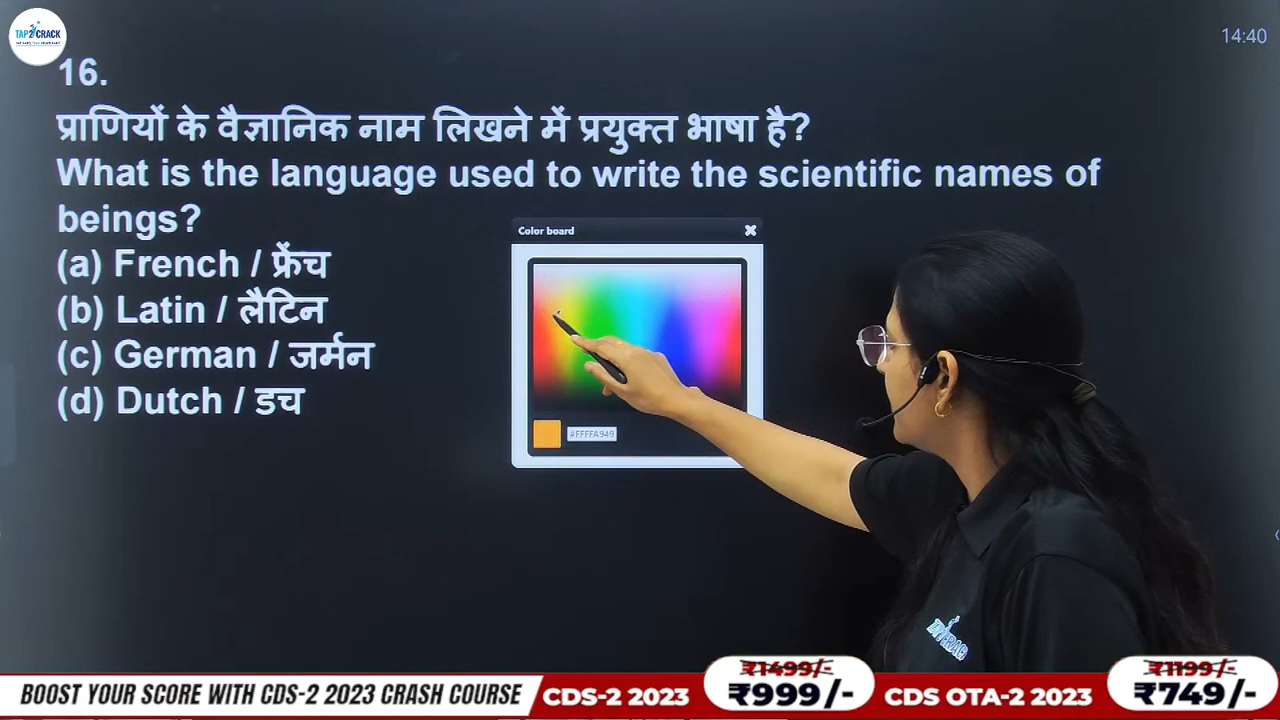 TAP2CRACK
14:40
16.
प्राणियों के वैज्ञानिक नाम लिखने में प्रयुक्त भाषा है?
What is the language used to write the scientific names of
beings?
(a) French / फ्रेंच
(b) Latin / लैटिन
(c) German / जर्मन
(d) Dutch / डच
Color board
#FFFFA949
BOOST YOUR SCORE WITH CDS-2 2023 CRASH COURSE
CDS-2 2023
₹1499/-
₹999/-
CDS OTA-2 2023
₹1199/-
₹749/-